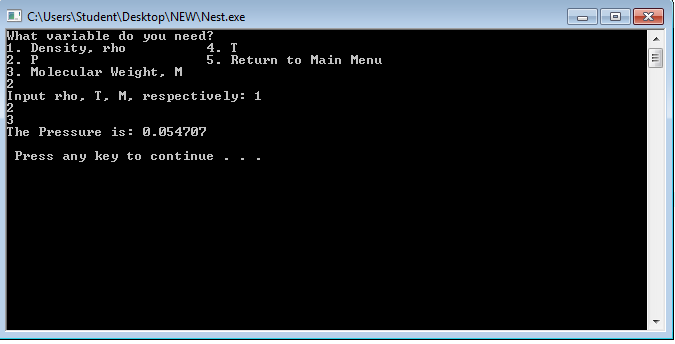 C:\Users\Student\Desktop\NEW\Nest.exe
What variable do you need?
1. Density, rho          4. T
2. P                     5. Return to Main Menu
3. Molecular Weight, M
2
Input rho, T, M, respectively: 1
2
3
The Pressure is: 0.054707
Press any key to continue . . .